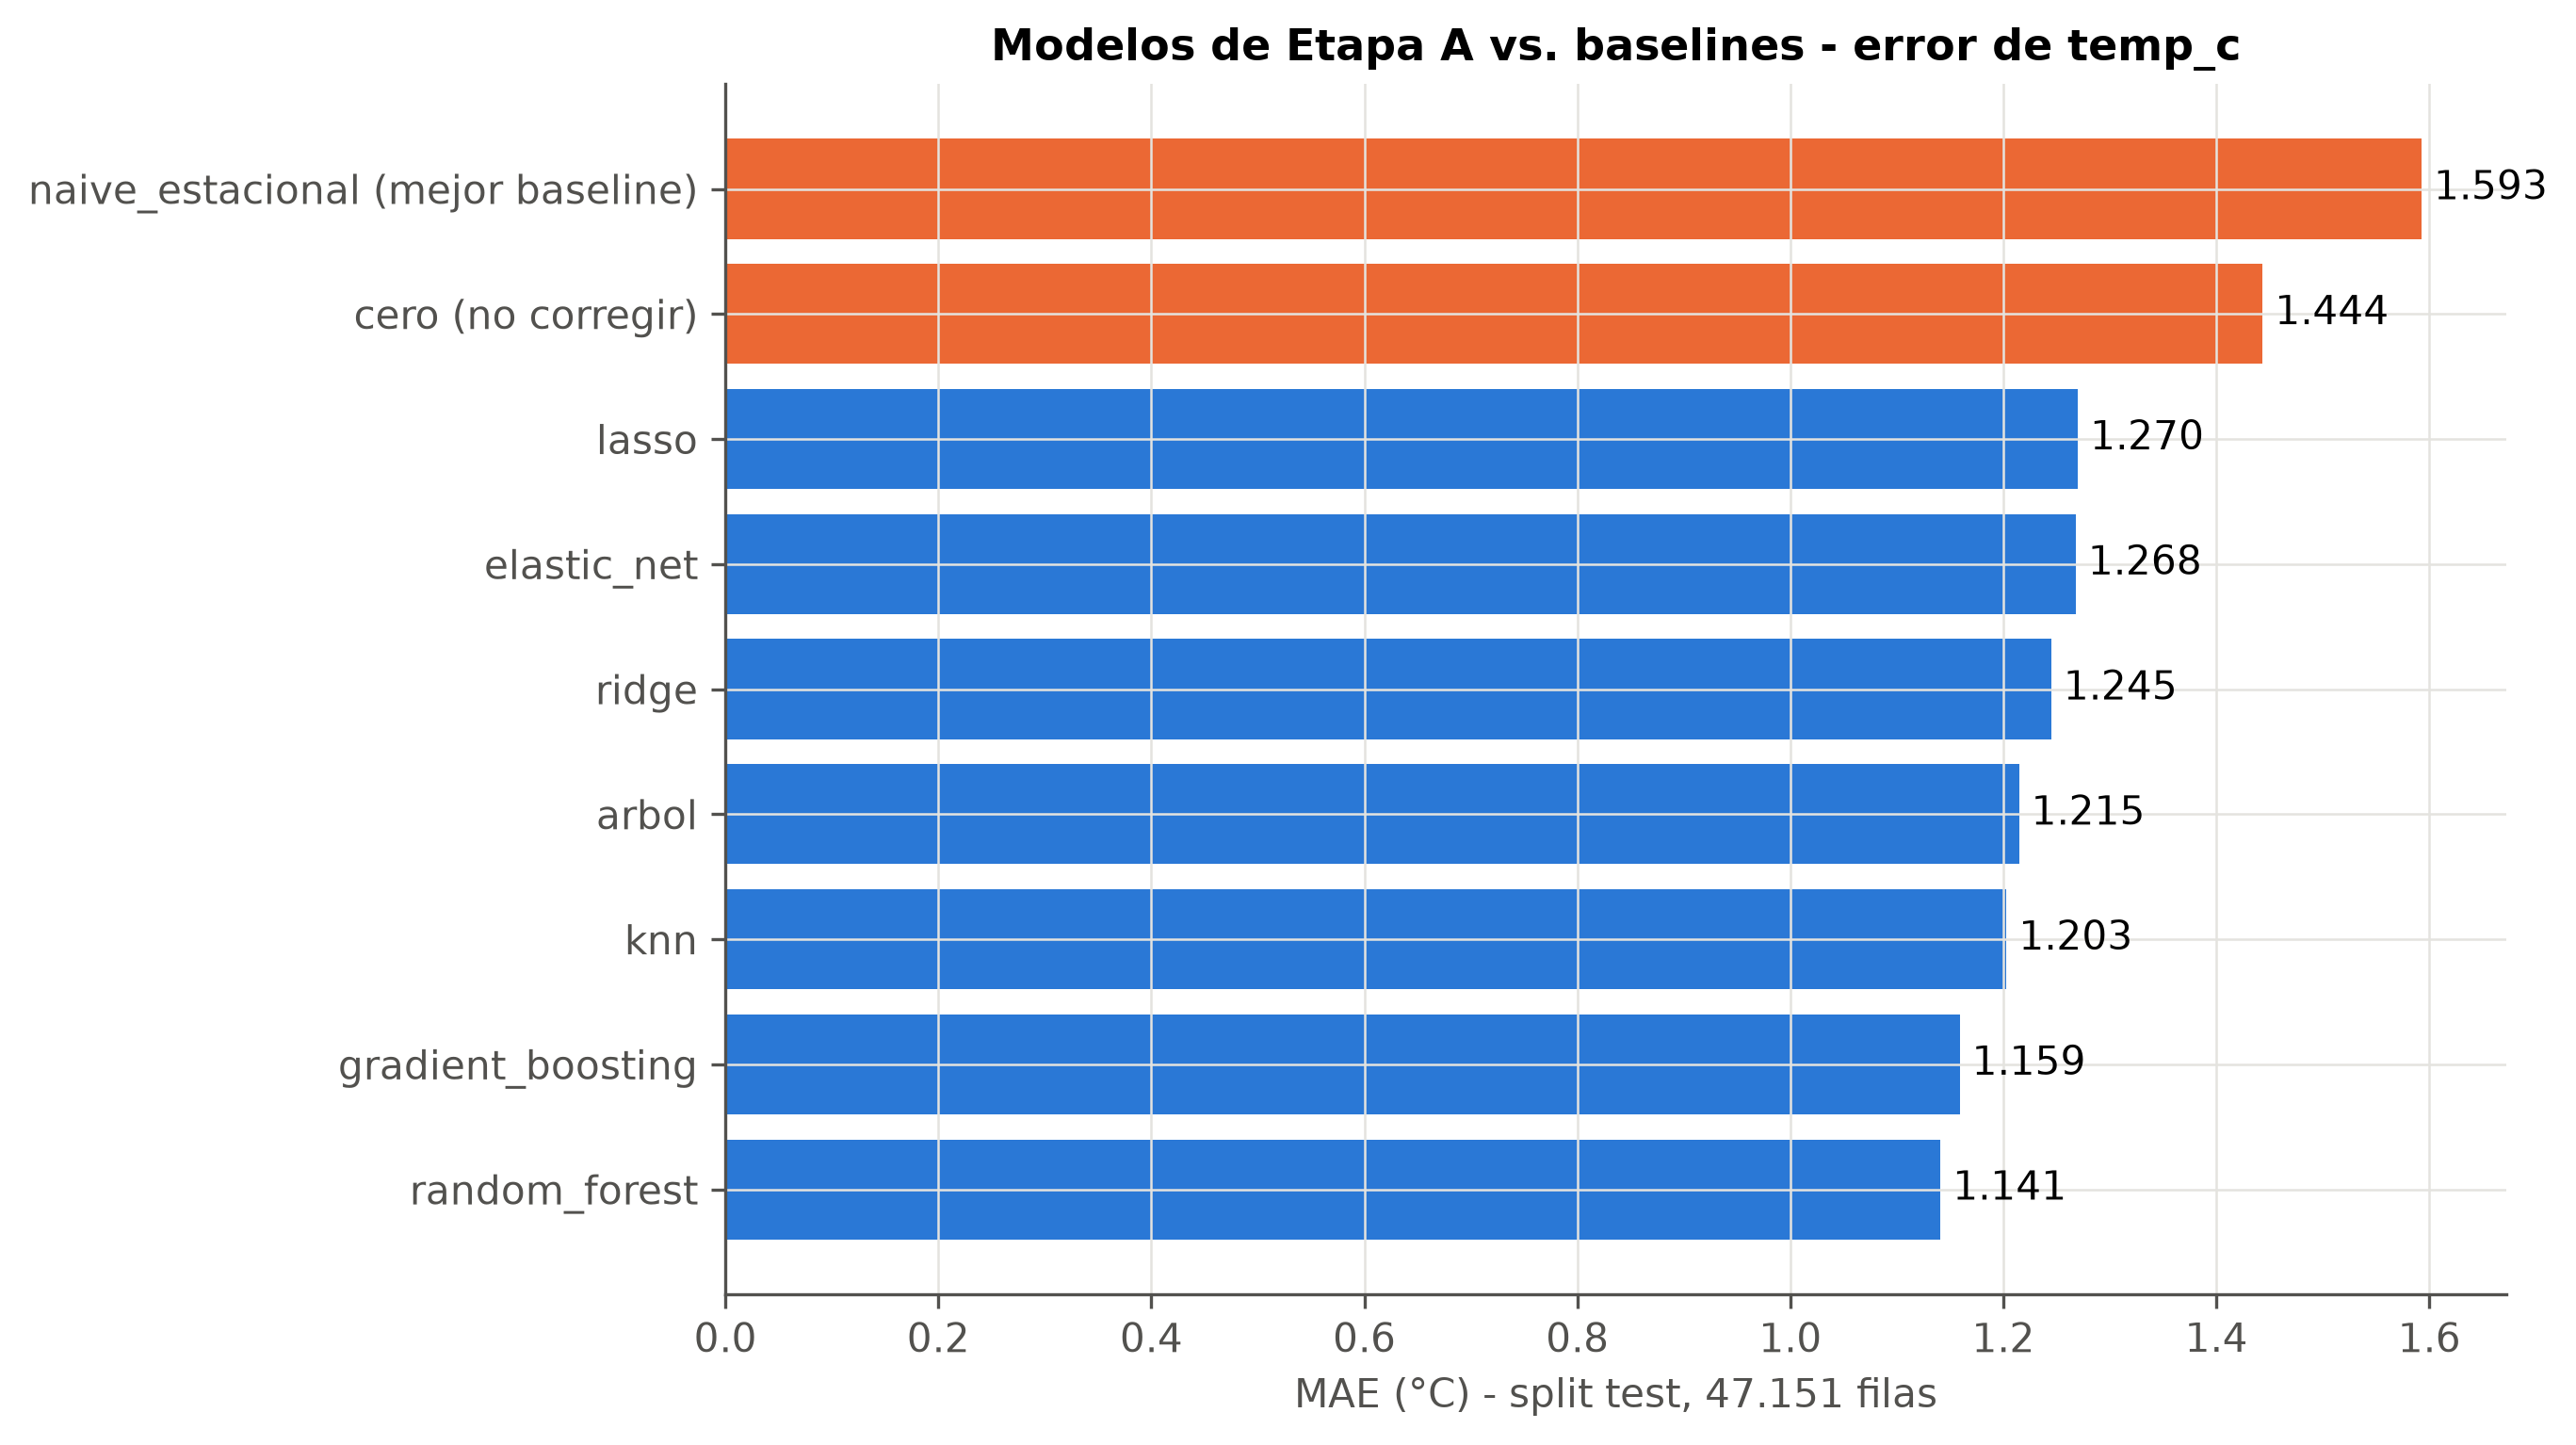 Modelos de Etapa A vs. baselines - error de temp_c
naive_estacional (mejor baseline)
1.593
cero (no corregir)
1.444
lasso
1.270
elastic_net
1.268
ridge
1.245
arbol
1.215
knn
1.203
gradient_boosting
1.159
random_forest
1.141
0.0 0.2 0.4 0.6 0.8 1.0 1.2 1.4 1.6
MAE (°C) - split test, 47.151 filas